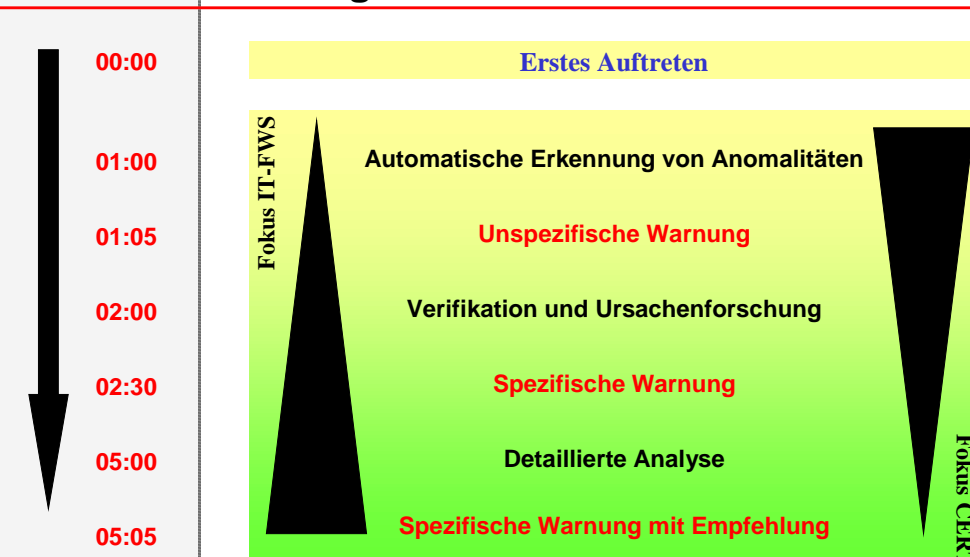 00:00 Erstes Auftreten
Fokus IT-FWS
01:00 Automatische Erkennung von Anomalitäten
01:05 Unspezifische Warnung
02:00 Verifikation und Ursachenforschung
02:30 Spezifische Warnung
05:00 Detaillierte Analyse
05:05 Spezifische Warnung mit Empfehlung
Fokus